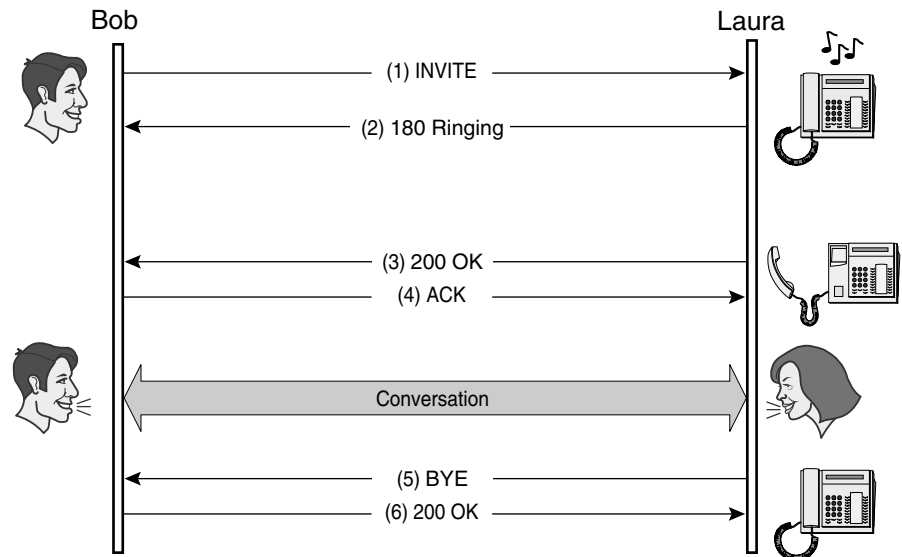 Bob
Laura
(1) INVITE
(2) 180 Ringing
(3) 200 OK
(4) ACK
Conversation
(5) BYE
(6) 200 OK